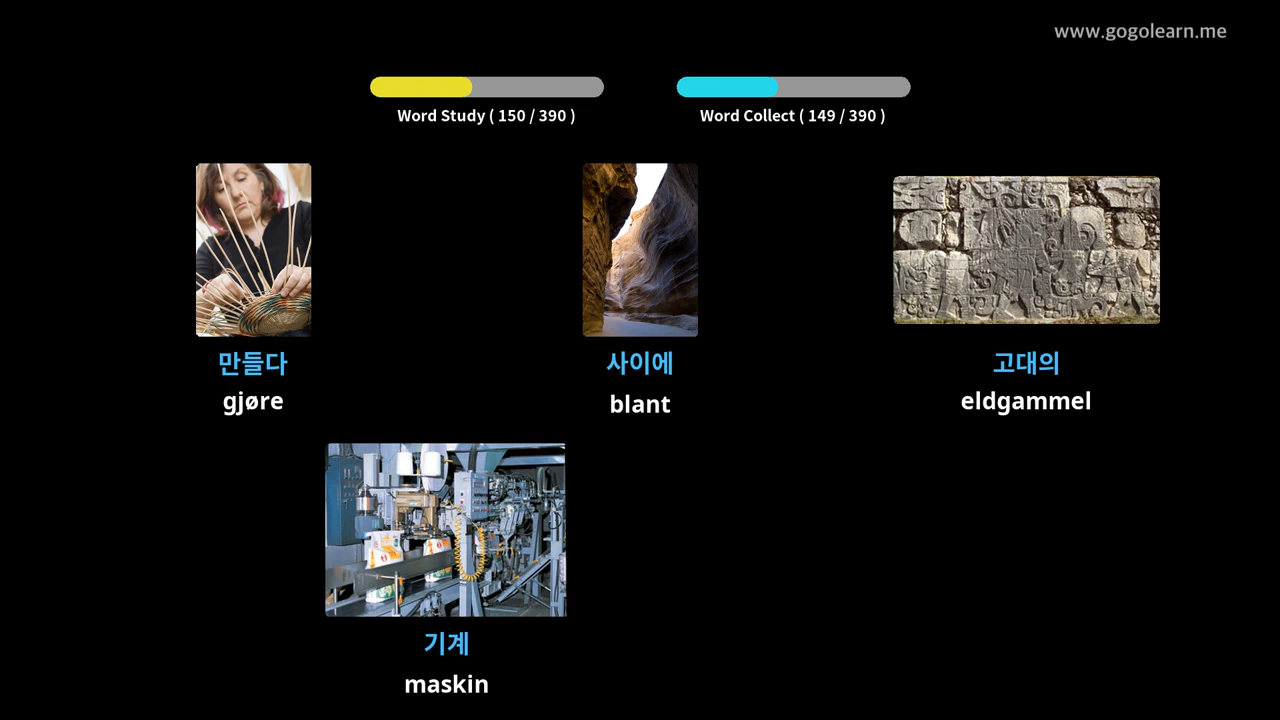 www.gogolearn.me
Word Study ( 150 / 390 )
Word Collect ( 149 / 390 )
만들다
gjøre
사이에
blant
고대의
eldgammel
기계
maskin